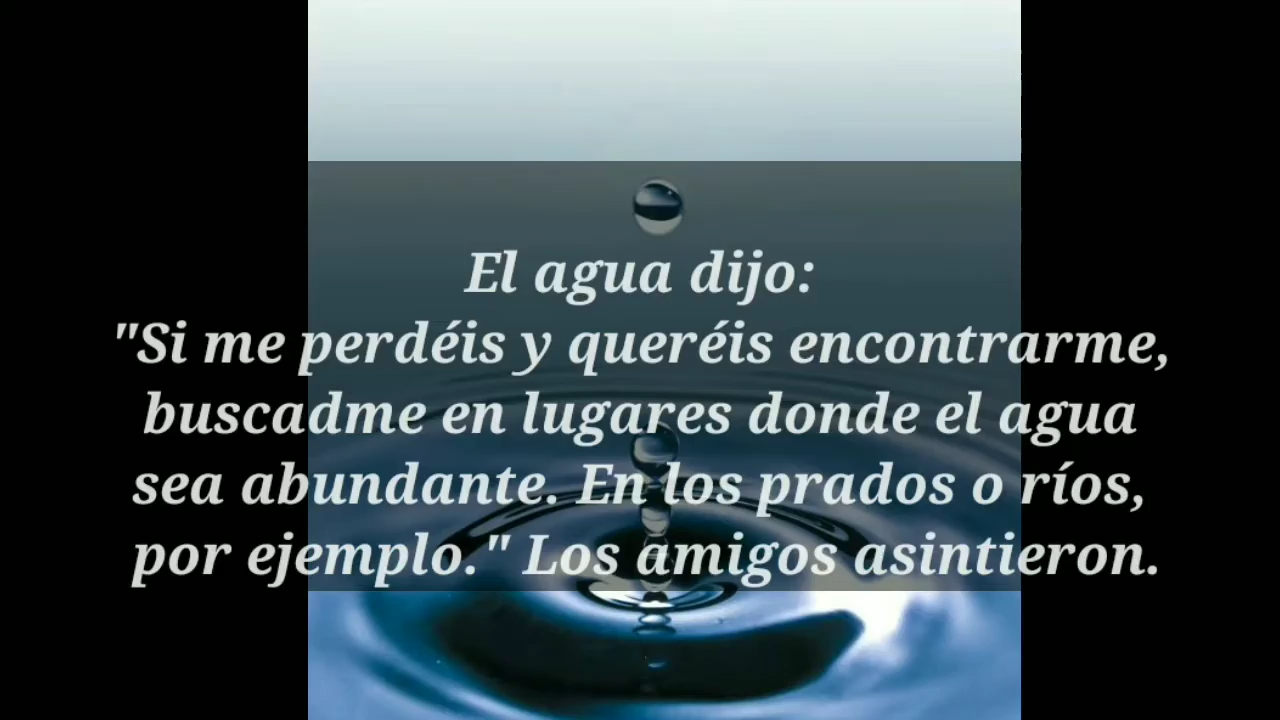 El agua dijo:
"Si me perdéis y queréis encontrarme,
buscadme en lugares donde el agua
sea abundante. En los prados o ríos,
por ejemplo." Los amigos asintieron.